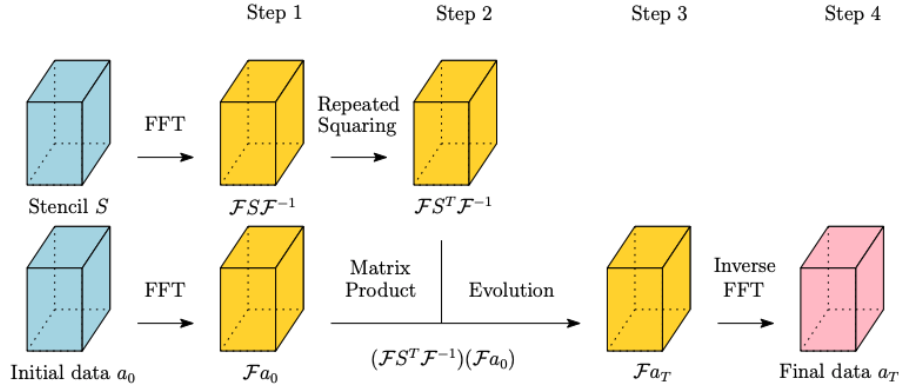 Step 1
Step 2
Step 3
Step 4
FFT
Repeated
Squaring
Stencil S
ℱSℱ⁻¹
ℱSᵀℱ⁻¹
FFT
Matrix
Product
Evolution
Inverse
FFT
Initial data a₀
ℱa₀
(ℱSᵀℱ⁻¹)(ℱa₀)
ℱa_T
Final data a_T